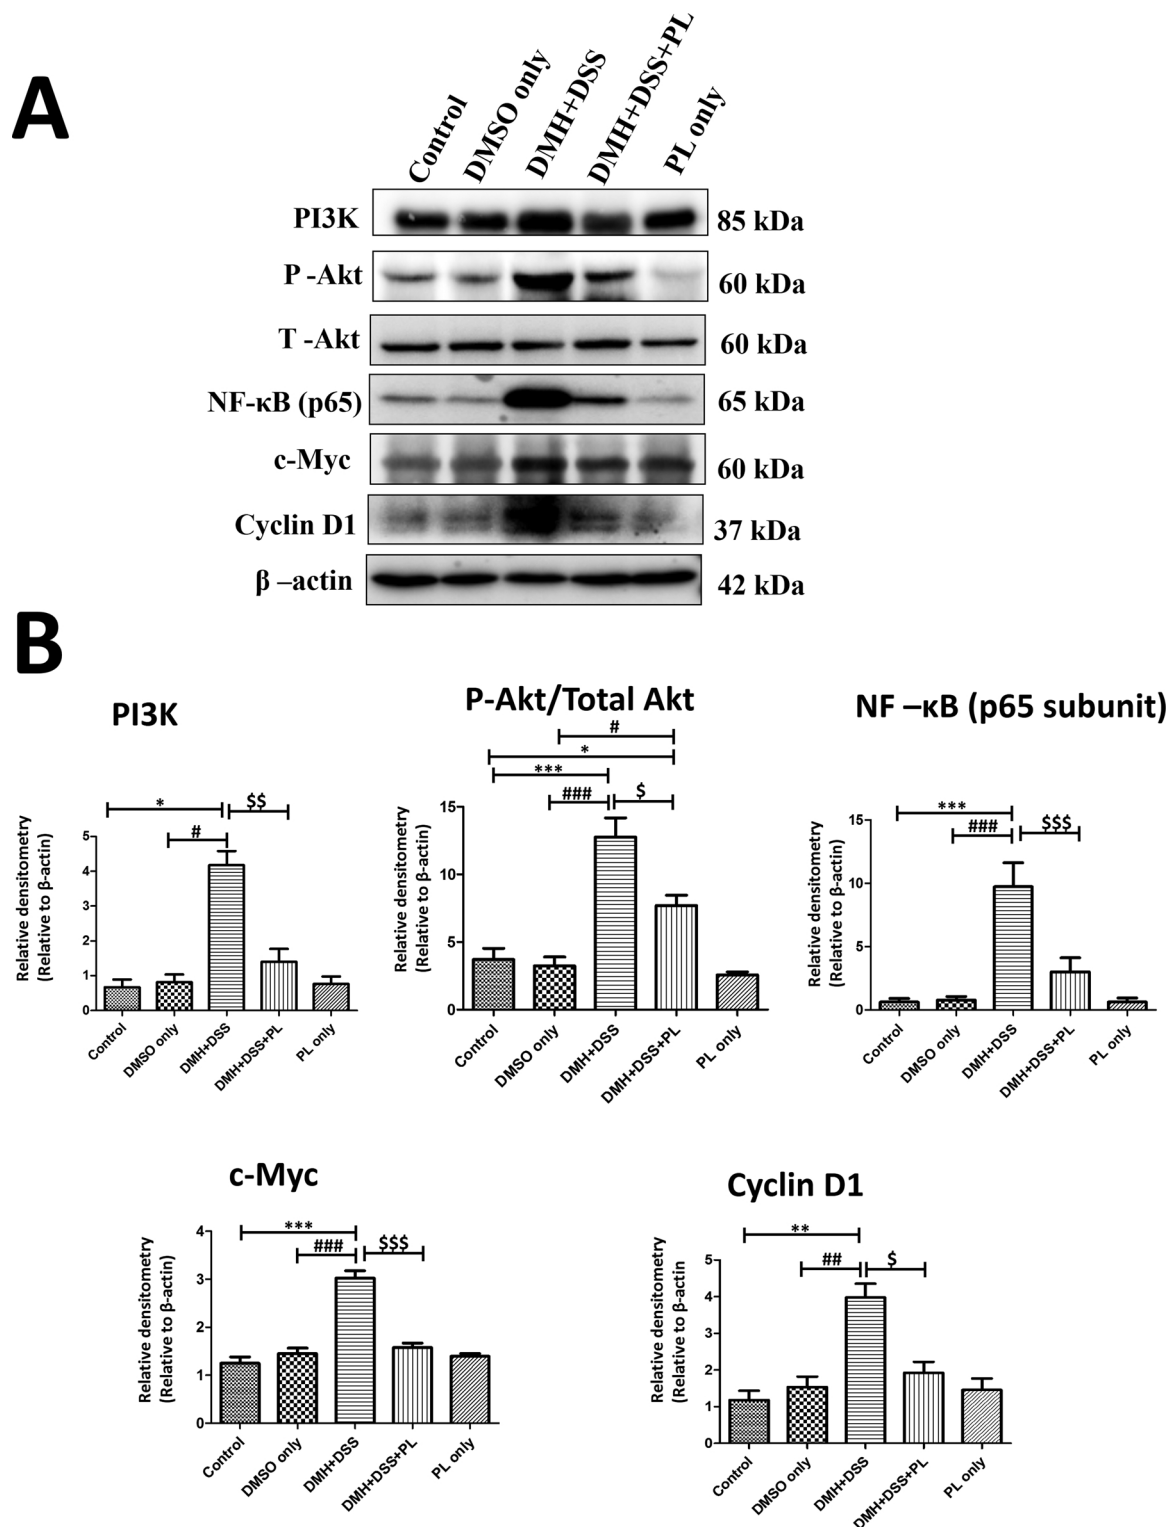 A
Control
DMSO only
DMH+DSS
DMH+DSS+PL
PL only
PI3K 85 kDa
P -Akt 60 kDa
T -Akt 60 kDa
NF-κB (p65) 65 kDa
c-Myc 60 kDa
Cyclin D1 37 kDa
β –actin 42 kDa
B
PI3K
* $$
#
Relative densitometry
(Relative to β-actin)
5
4
3
2
1
0
Control
DMSO only
DMH+DSS
DMH+DSS+PL
PL only
P-Akt/Total Akt
#
*
***
### $
Relative densitometry
(Relative to β-actin)
15
10
5
0
Control
DMSO only
DMH+DSS
DMH+DSS+PL
PL only
NF –κB (p65 subunit)
***
### $$$
Relative densitometry
(Relative to β-actin)
15
10
5
0
Control
DMSO only
DMH+DSS
DMH+DSS+PL
PL only
c-Myc
***
### $$$
Relative densitometry
(Relative to β-actin)
4
3
2
1
0
Control
DMSO only
DMH+DSS
DMH+DSS+PL
PL only
Cyclin D1
**
## $
Relative densitometry
(Relative to β-actin
5
4
3
2
1
0
Control
DMSO only
DMH+DSS
DMH+DSS+PL
PL only